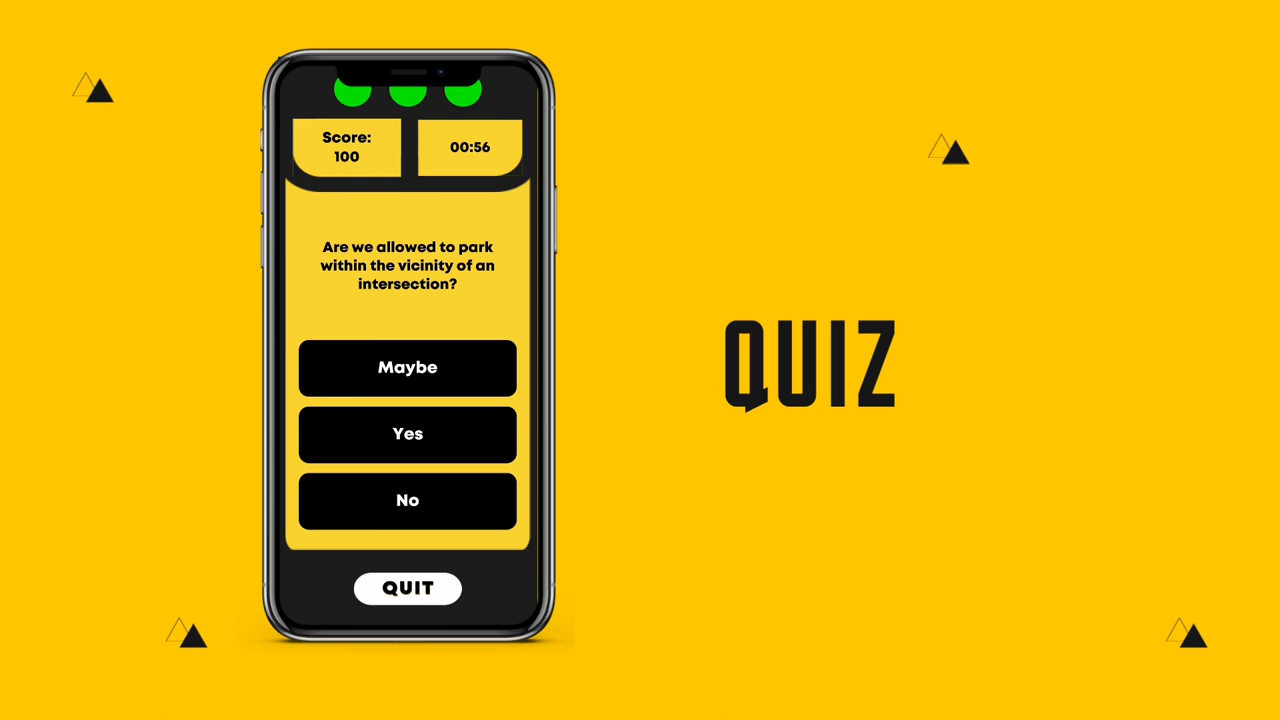 Score:
100
00:56
Are we allowed to park
within the vicinity of an
intersection?
Maybe
Yes
No
QUIT
QUIZ